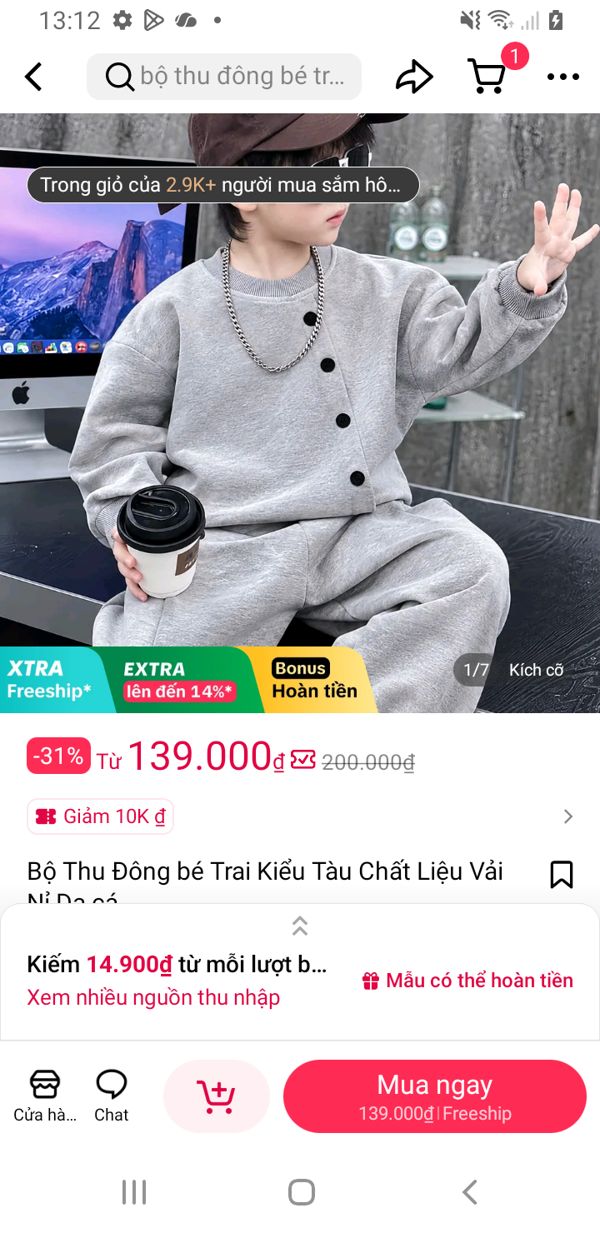 13:12
bộ thu đông bé tr...
1
Trong giỏ của 2.9K+ người mua sắm hô...
XTRA
Freeship*
EXTRA
lên đến 14%*
Bonus
Hoàn tiền
1/7
Kích cỡ
-31% Từ 139.000₫ 200.000₫
Giảm 10K ₫
Bộ Thu Đông bé Trai Kiểu Tàu Chất Liệu Vải
Nỉ Da cá
Kiếm 14.900₫ từ mỗi lượt b...
Xem nhiều nguồn thu nhập
Mẫu có thể hoàn tiền
Cửa hà...
Chat
Mua ngay
139.000₫ | Freeship